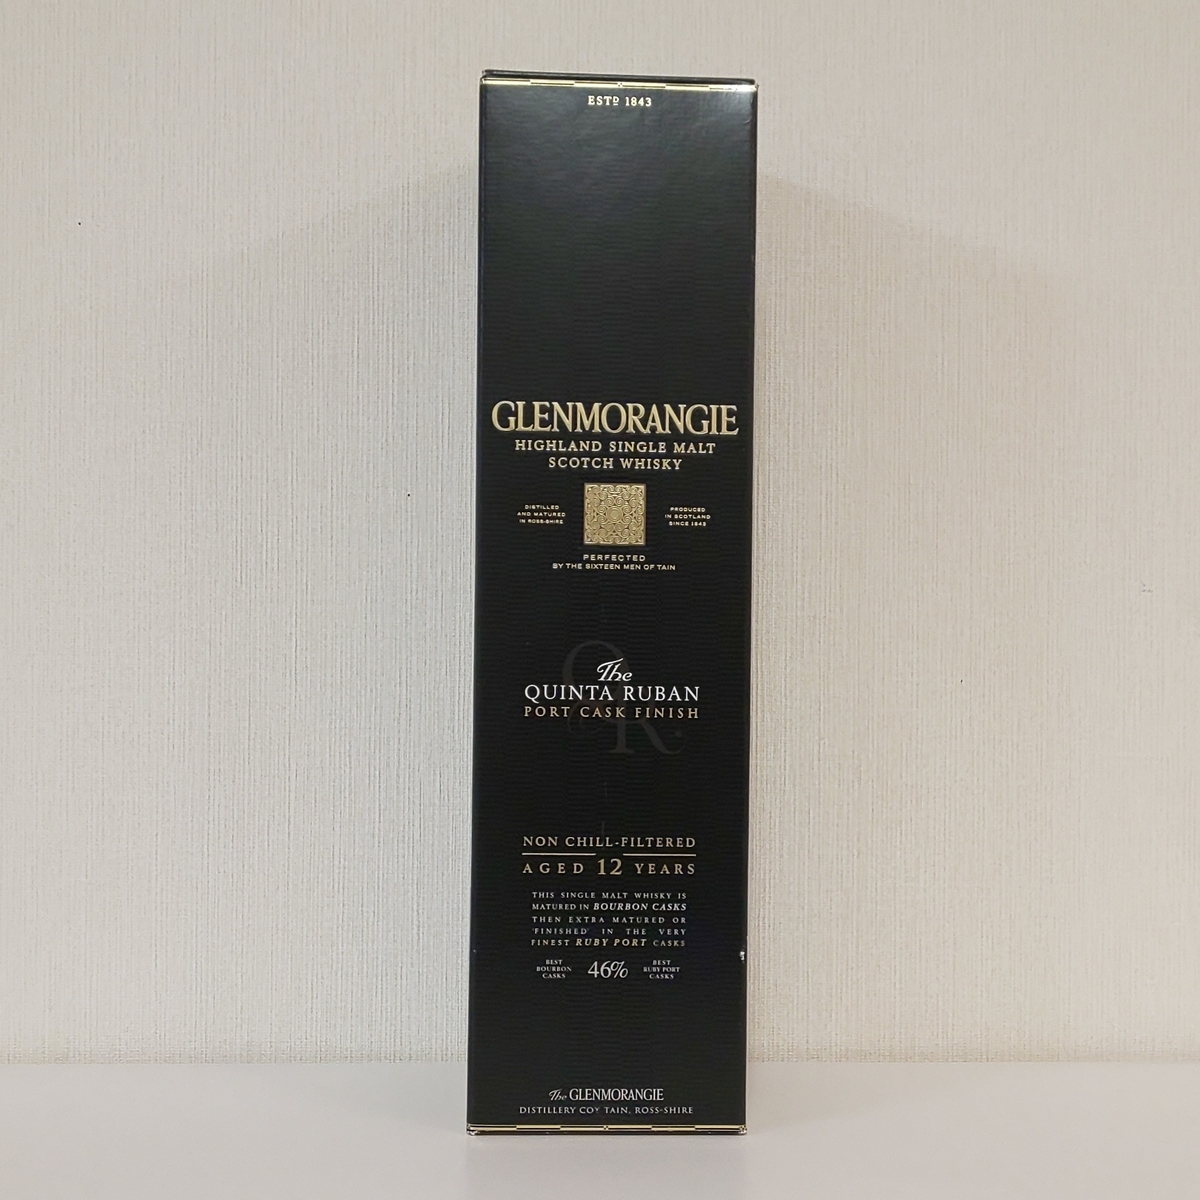 ESTD 1843
GLENMORANGIE
HIGHLAND SINGLE MALT
SCOTCH WHISKY
DISTILLED
AND MATURED
IN ROSS-SHIRE
PRODUCED
IN SCOTLAND
SINCE 1843
PERFECTED
BY THE SIXTEEN MEN OF TAIN
Q
R.
The
QUINTA RUBAN
PORT CASK FINISH
NON CHILL-FILTERED
AGED 12 YEARS
THIS SINGLE MALT WHISKY IS
MATURED IN BOURBON CASKS
THEN EXTRA MATURED OR
'FINISHED' IN THE VERY
FINEST RUBY PORT CASKS
BEST
BOURBON
CASKS
46%
BEST
RUBY PORT
CASKS
The GLENMORANGIE
DISTILLERY COY TAIN, ROSS-SHIRE